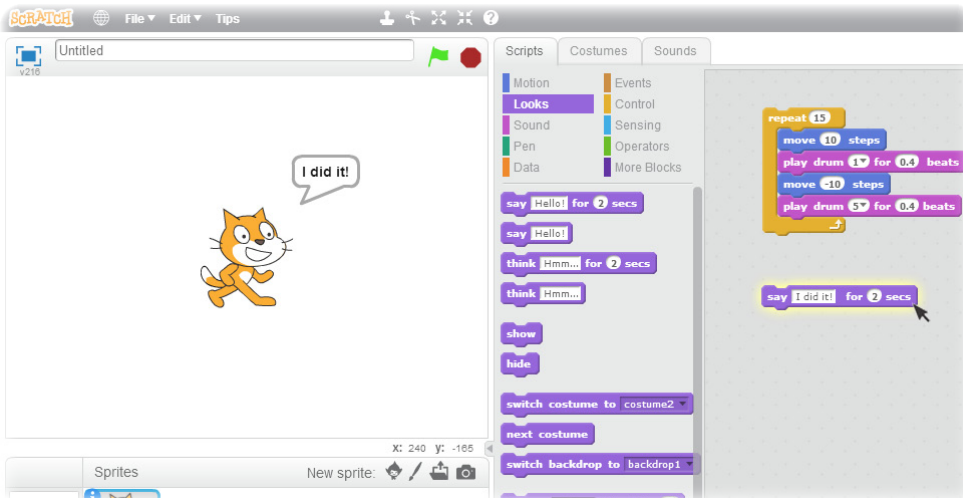 SCRATCH File Edit Tips
v216 Untitled
I did it!
X: 240 y: -165
Sprites New sprite:
Scripts Costumes Sounds
Motion Events
Looks Control
Sound Sensing
Pen Operators
Data More Blocks
say Hello! for 2 secs
say Hello!
think Hmm... for 2 secs
think Hmm...
show
hide
switch costume to costume2
next costume
switch backdrop to backdrop1
repeat 15
move 10 steps
play drum 1 for 0.4 beats
move -10 steps
play drum 5 for 0.4 beats
say I did it! for 2 secs